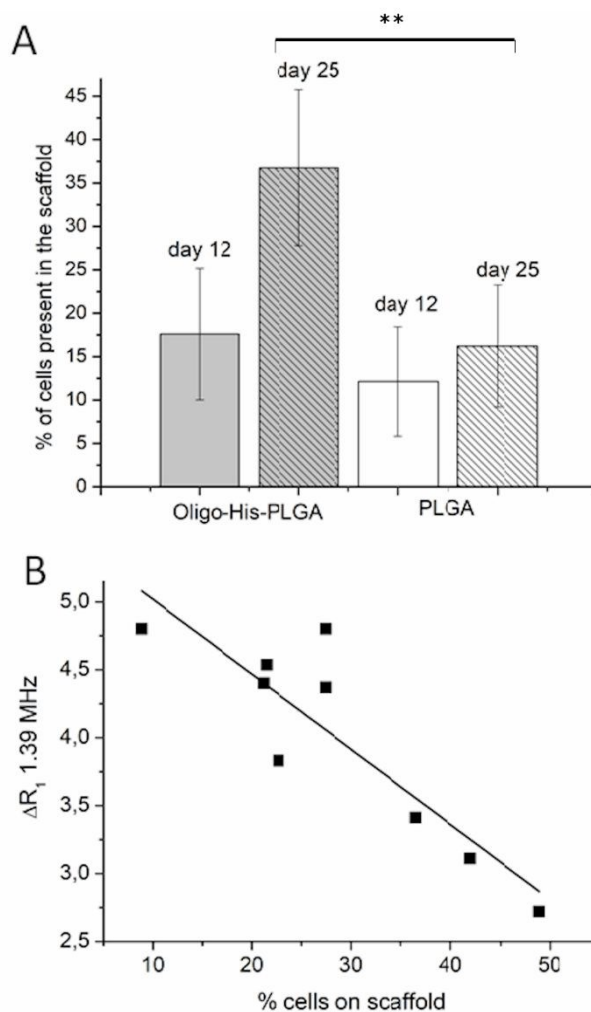 **
A
day 25
45
40
35
30
25
20
15
10
5
0
% of cells present in the scaffold
day 12
day 12
day 25
Oligo-His-PLGA
PLGA
B
5,0
4,5
4,0
3,5
3,0
2,5
ΔR₁ 1.39 MHz
10 20 30 40 50
% cells on scaffold